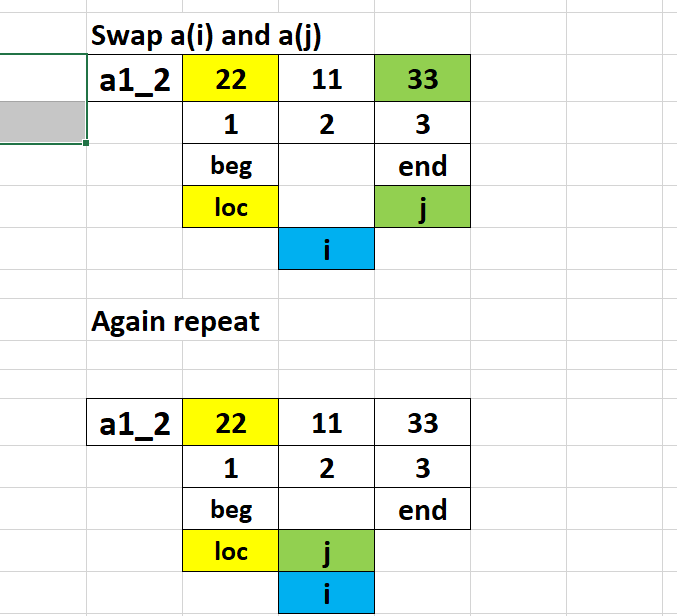 Swap a(i) and a(j)
a1_2 22 11 33
1 2 3
beg end
loc j
i
Again repeat
a1_2 22 11 33
1 2 3
beg end
loc j
i